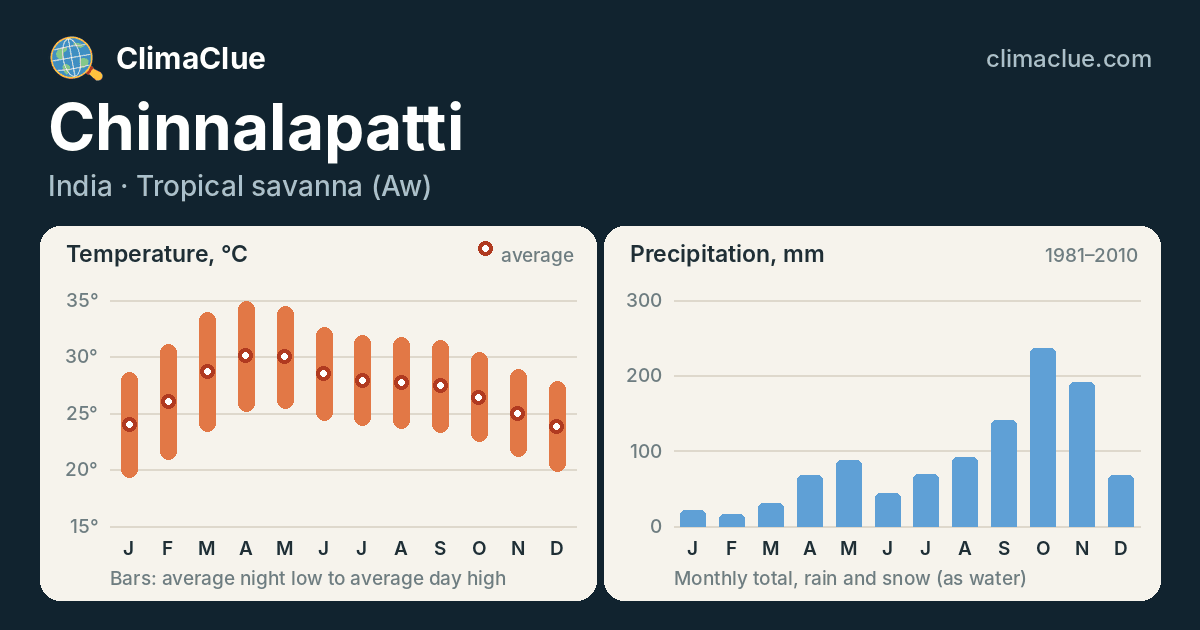 ClimaClue
climaclue.com
Chinnalapatti
India · Tropical savanna (Aw)
Temperature, °C
average
35°
30°
25°
20°
15°
J F M A M J J A S O N D
Bars: average night low to average day high
Precipitation, mm
1981–2010
300
200
100
0
J F M A M J J A S O N D
Monthly total, rain and snow (as water)